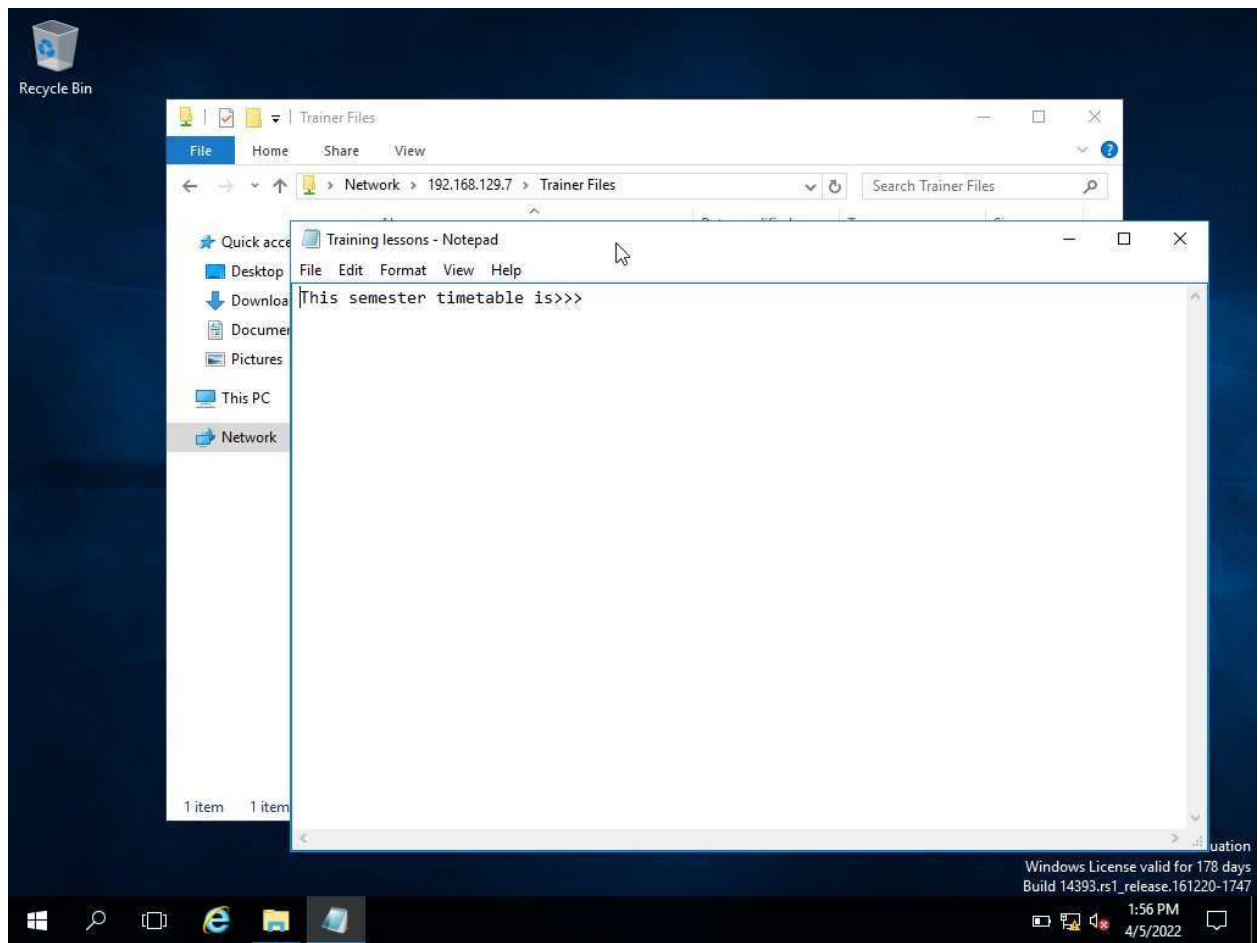 Recycle Bin
Trainer Files
File Home Share View
Network > 192.168.129.7 > Trainer Files
Search Trainer Files
Quick acce
Desktop
Downloa
Documen
Pictures
This PC
Network
1 item 1 item
Training lessons - Notepad
File Edit Format View Help
This semester timetable is>>>
uation
Windows License valid for 178 days
Build 14393.rs1_release.161220-1747
1:56 PM
4/5/2022